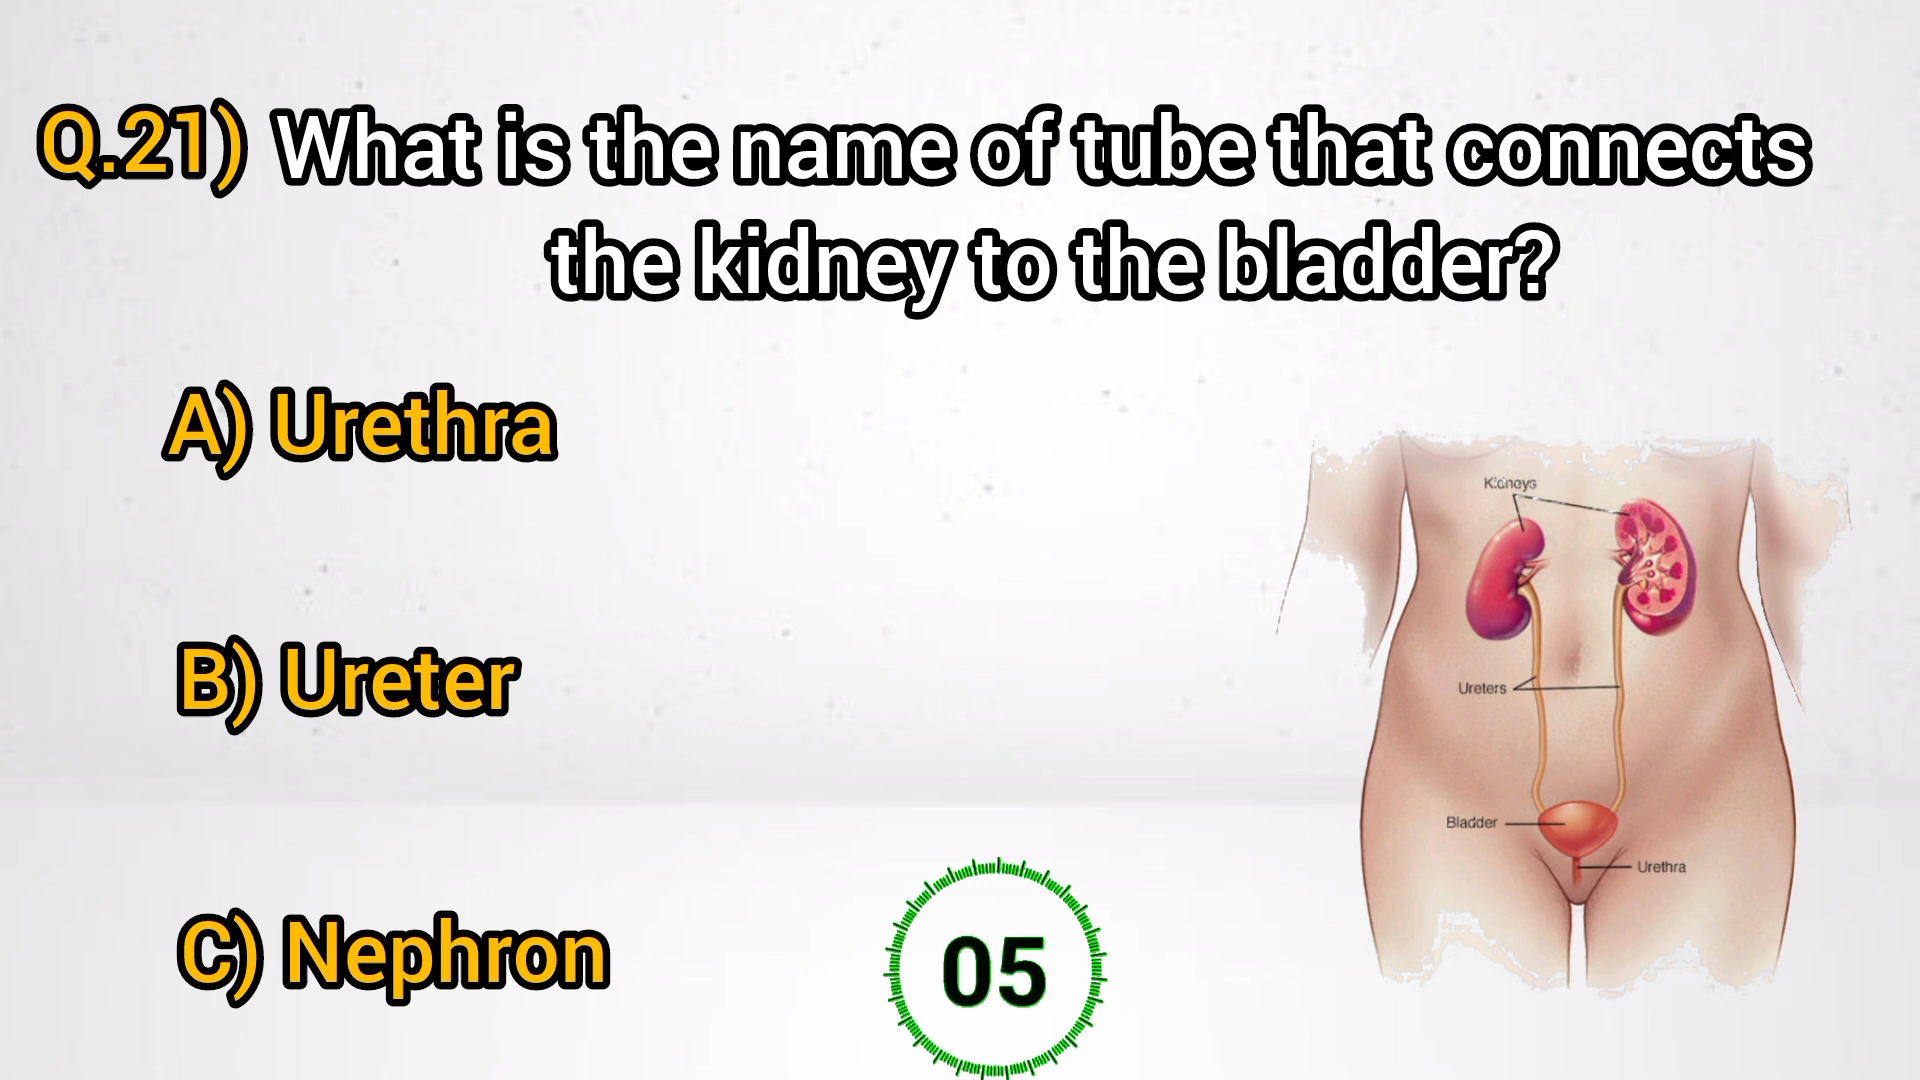 Q.21) What is the name of tube that connects
the kidney to the bladder?
A) Urethra
B) Ureter
C) Nephron
Kidneys
Ureters
Bladder
Urethra
05